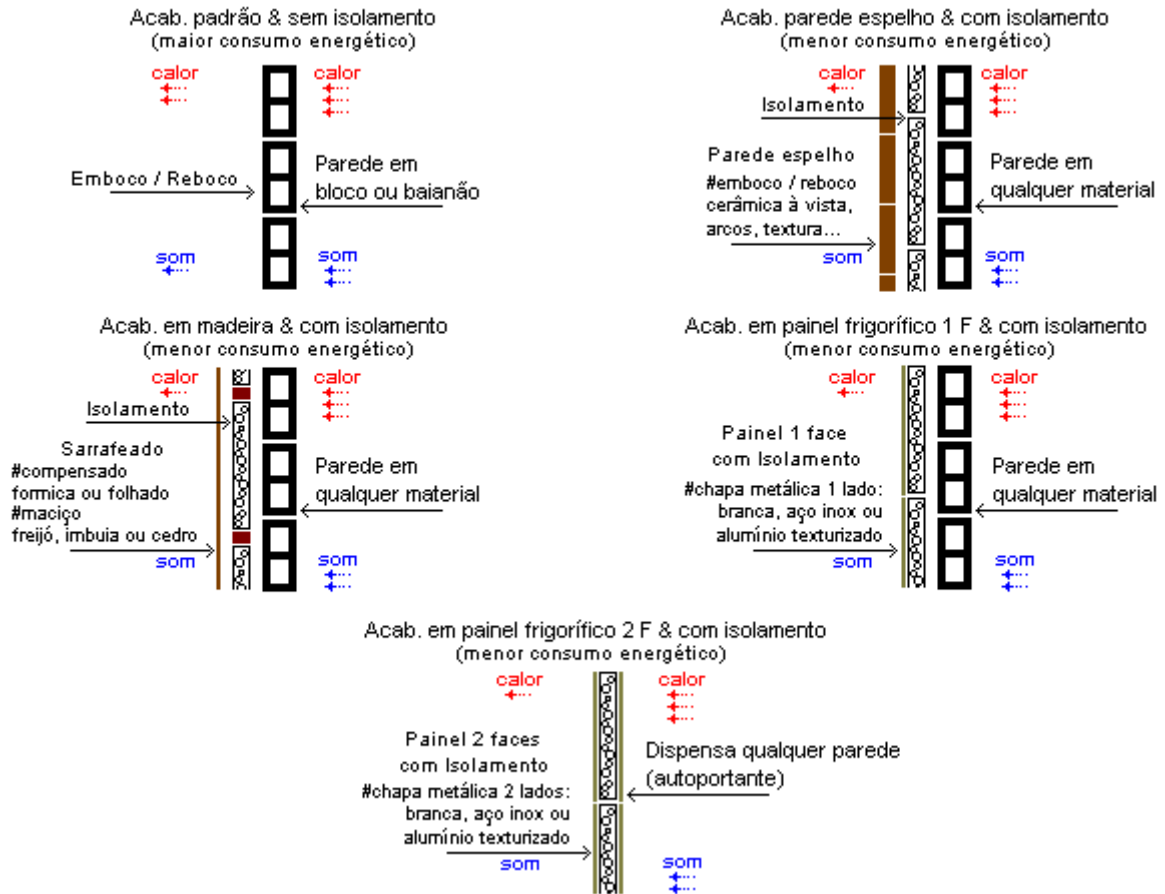 Acab. padrão & sem isolamento
(maior consumo energético)
calor
calor
Emboco / Reboco
Parede em
bloco ou baianão
som
som
Acab. parede espelho & com isolamento
(menor consumo energético)
calor
calor
Isolamento
Parede espelho
#emboco / reboco
cerâmica à vista,
arcos, textura...
Parede em
qualquer material
som
som
Acab. em madeira & com isolamento
(menor consumo energético)
calor
calor
Isolamento
Sarrafeado
#compensado
formica ou folhado
#maciço
freijó, imbuia ou cedro
Parede em
qualquer material
som
som
Acab. em painel frigorífico 1 F & com isolamento
(menor consumo energético)
calor
calor
Painel 1 face
com Isolamento
#chapa metálica 1 lado:
branca, aço inox ou
alumínio texturizado
Parede em
qualquer material
som
som
Acab. em painel frigorífico 2 F & com isolamento
(menor consumo energético)
calor
calor
Painel 2 faces
com Isolamento
#chapa metálica 2 lados:
branca, aço inox ou
alumínio texturizado
Dispensa qualquer parede
(autoportante)
som
som